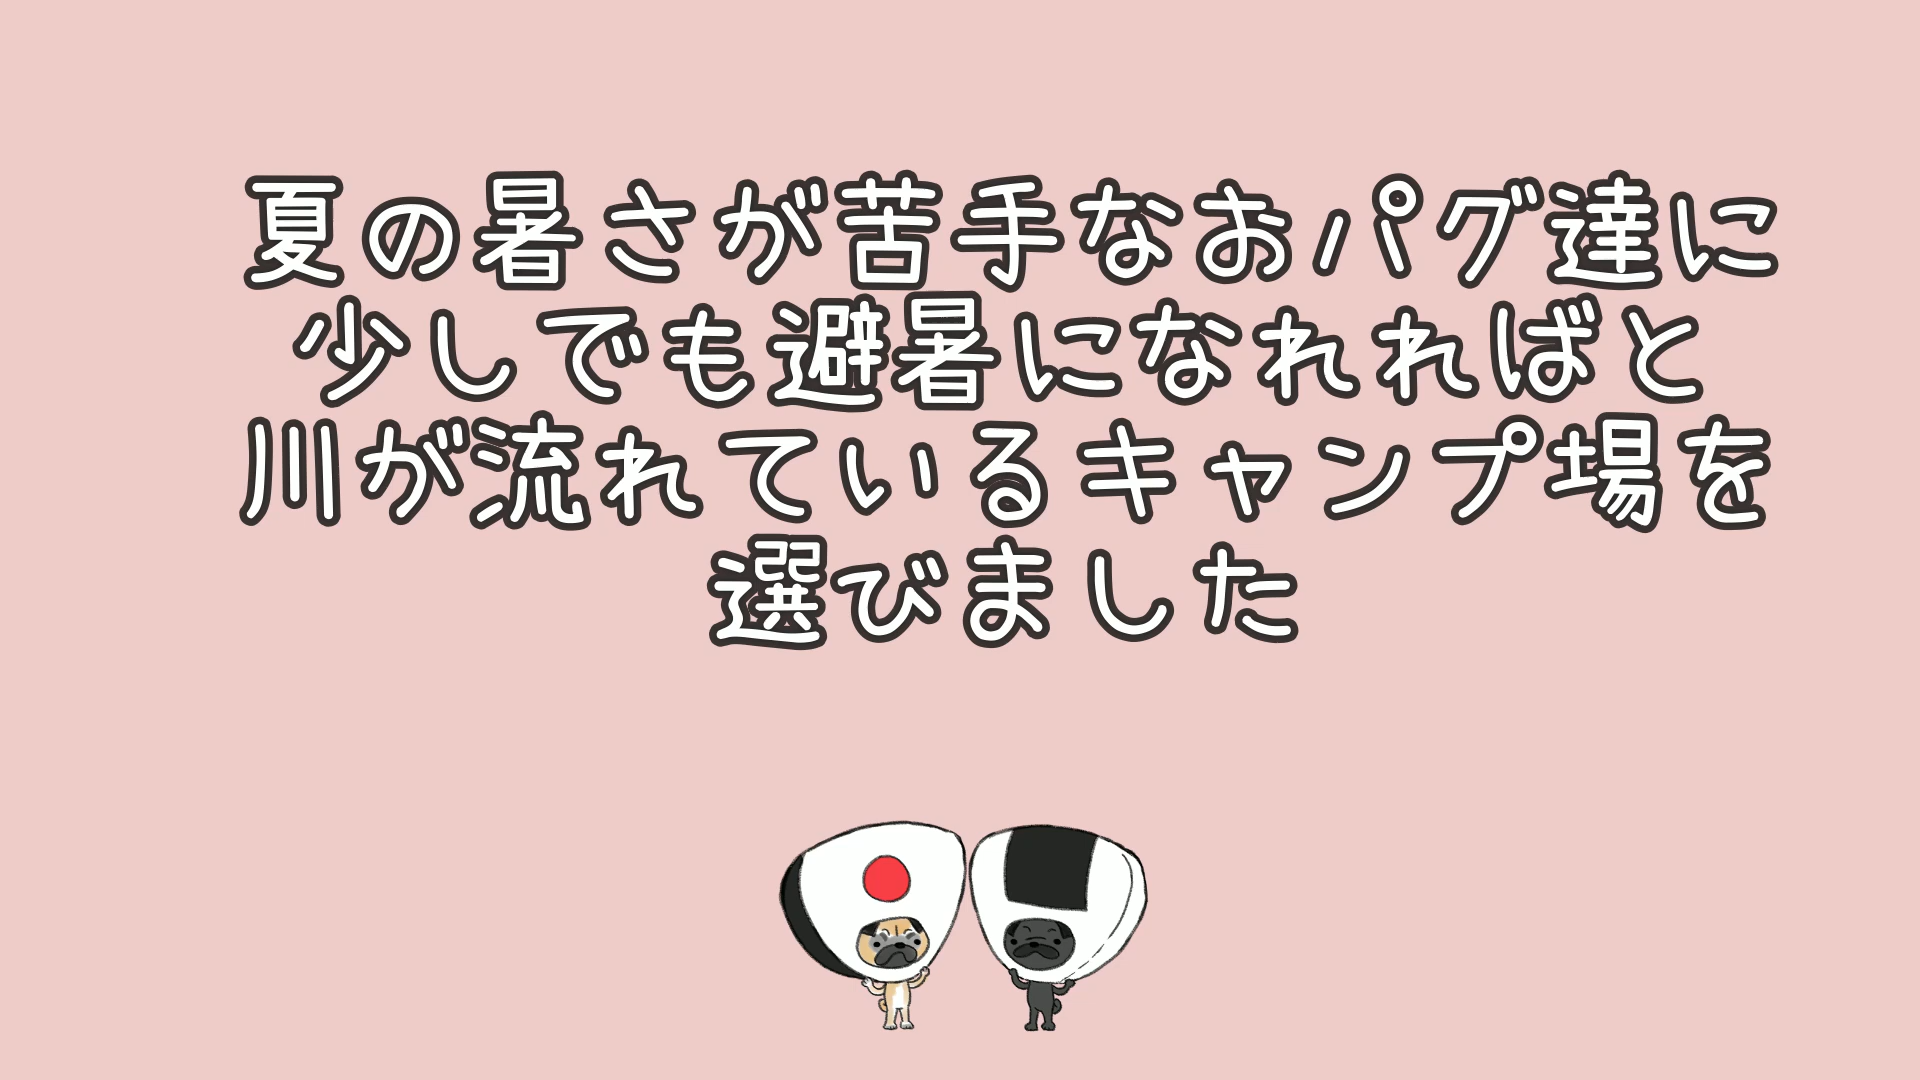 夏の暑さが苦手なおパグ達に
少しでも避暑になれればと
川が流れているキャンプ場を
選びました